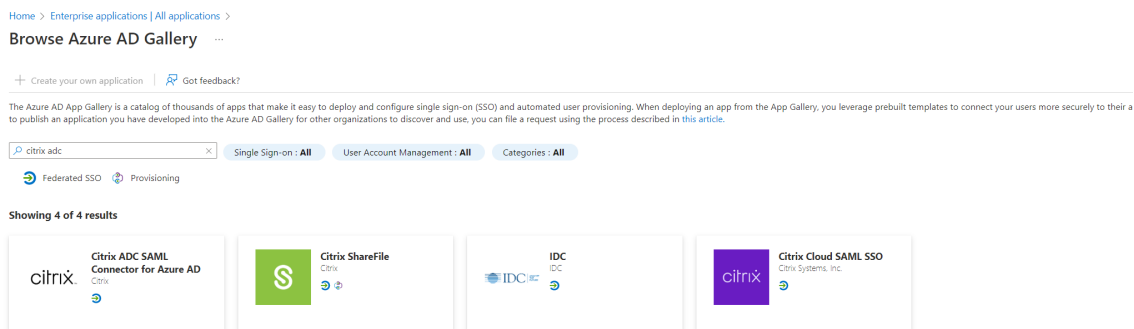 Home > Enterprise applications | All applications >
Browse Azure AD Gallery ...
+ Create your own application | Got feedback?
The Azure AD App Gallery is a catalog of thousands of apps that make it easy to deploy and configure single sign-on (SSO) and automated user provisioning. When deploying an app from the App Gallery, you leverage prebuilt templates to connect your users more securely to their a
to publish an application you have developed into the Azure AD Gallery for other organizations to discover and use, you can file a request using the process described in this article.
citrix adc × Single Sign-on : All User Account Management : All Categories : All
Federated SSO Provisioning
Showing 4 of 4 results
citrix.
Citrix ADC SAML
Connector for Azure AD
Citrix
S
Citrix ShareFile
Citrix
IDC
IDC
IDC
citrix
Citrix Cloud SAML SSO
Citrix Systems, Inc.